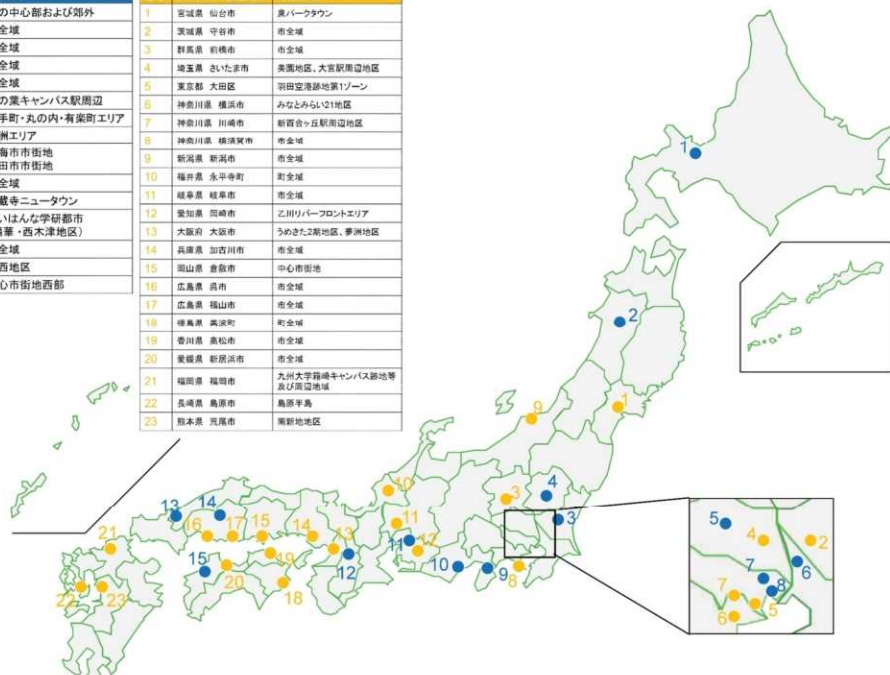 の中心部および郊外
全域
全域
全域
全域
の葉キャンパス駅周辺
手町・丸の内・有楽町エリア
洲エリア
海市市街地
田市市街地
全域
蔵寺ニュータウン
いはんな学研都市
華・西木津地区)
全域
西地区
心市街地西部
1 宮城県 仙台市 泉パークタウン
2 茨城県 守谷市 市全域
3 群馬県 前橋市 市全域
4 埼玉県 さいたま市 美園地区、大宮駅周辺地区
5 東京都 大田区 羽田空港跡地第1ゾーン
6 神奈川県 横浜市 みなとみらい21地区
7 神奈川県 川崎市 新百合ヶ丘駅周辺地区
8 神奈川県 横須賀市 市全域
9 新潟県 新潟市 市全域
10 福井県 永平寺町 町全域
11 岐阜県 岐阜市 市全域
12 愛知県 岡崎市 乙川リバーフロントエリア
13 大阪府 大阪市 うめきた2期地区、夢洲地区
14 兵庫県 加古川市 市全域
15 岡山県 倉敷市 中心市街地
16 広島県 呉市 市全域
17 広島県 福山市 市全域
18 徳島県 美波町 町全域
19 香川県 高松市 市全域
20 愛媛県 新居浜市 市全域
21 福岡県 福岡市 九州大学箱崎キャンパス跡地等
及び周辺地域
22 長崎県 島原市 島原半島
23 熊本県 荒尾市 南新地地区
1
2
1
9
4
3
3
10
11
11
12
13
14
16
17
15
14
13
12
21
15
20
19
18
22
23
10
9
8
5
4
2
6
7
8
7
5
6